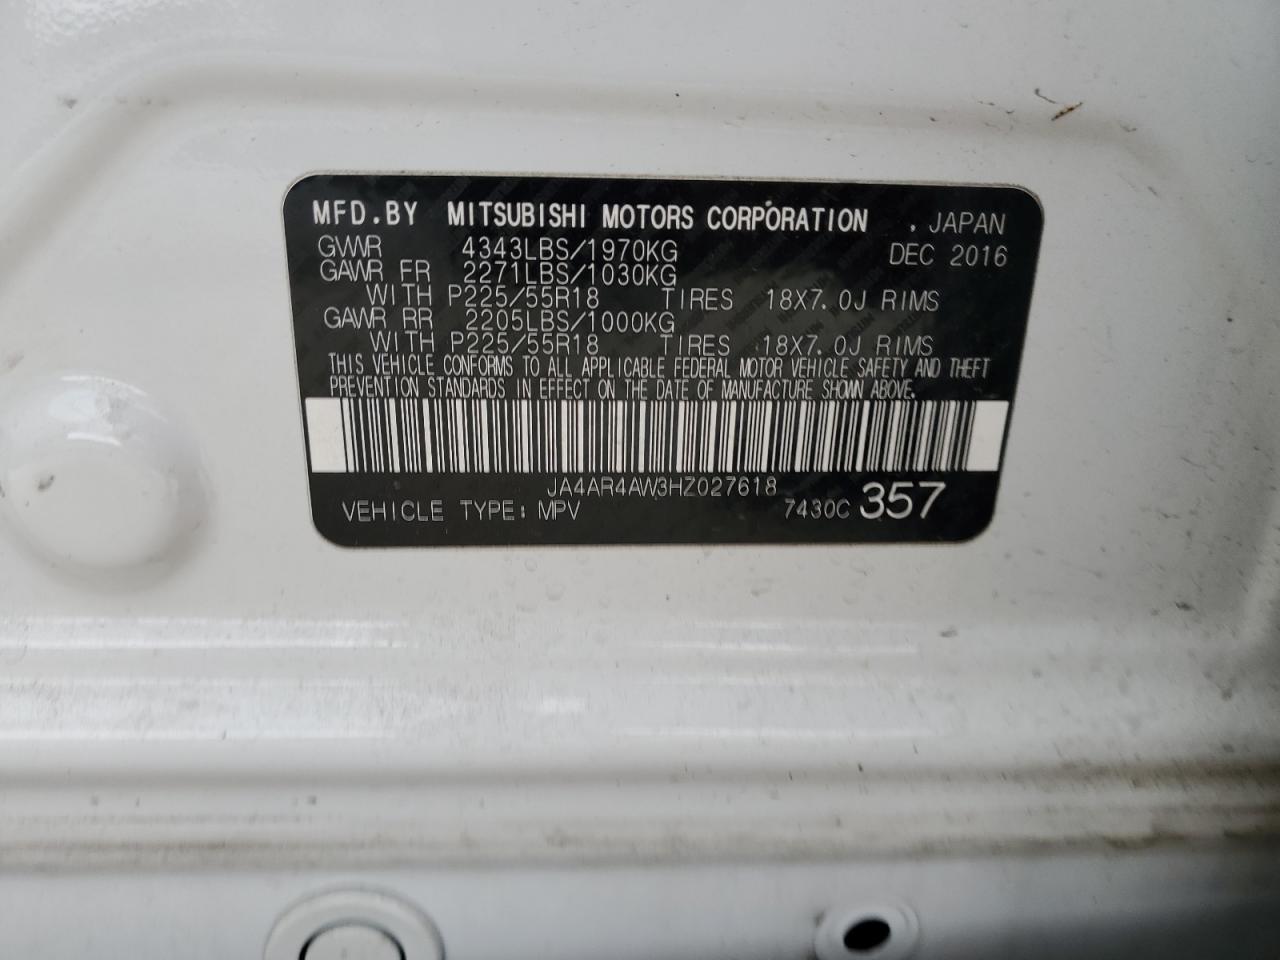 MFD.BY MITSUBISHI MOTORS CORPORATION . JAPAN
GVWR 4343LBS/1970KG DEC 2016
GAWR FR 2271LBS/1030KG
WITH P225/55R18 TIRES 18X7.0J RIMS
GAWR RR 2205LBS/1000KG
WITH P225/55R18 TIRES 18X7.0J RIMS
THIS VEHICLE CONFORMS TO ALL APPLICABLE FEDERAL MOTOR VEHICLE SAFETY AND THEFT
PREVENTION STANDARDS IN EFFECT ON THE DATE OF MANUFACTURE SHOWN ABOVE.
JA4AR4AW3HZ027618
VEHICLE TYPE: MPV 7430C 357